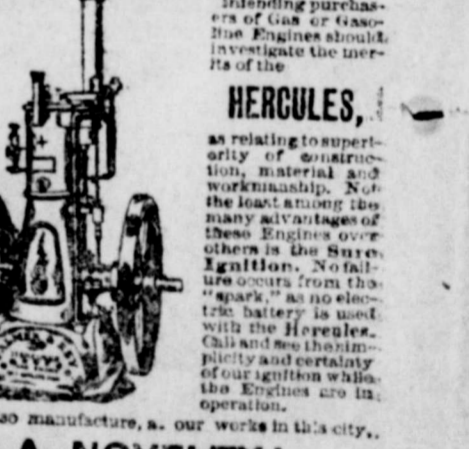 Intending purchas-
ers of Gas or Gaso-
line Engines should
investigate the mer-
its of the
HERCULES,
as relating to superi-
ority of construc-
tion, material and
workmanship. Not
the least among the
many advantages of
these Engines over
others is the Sure
Ignition. No fail-
ure occurs from the
"spark," as no elec-
tric battery is used
with the Hercules.
Call and see the sim-
plicity and certainty
of our ignition while
the Engines are in
operation.
so manufacture, a. our works in this city,